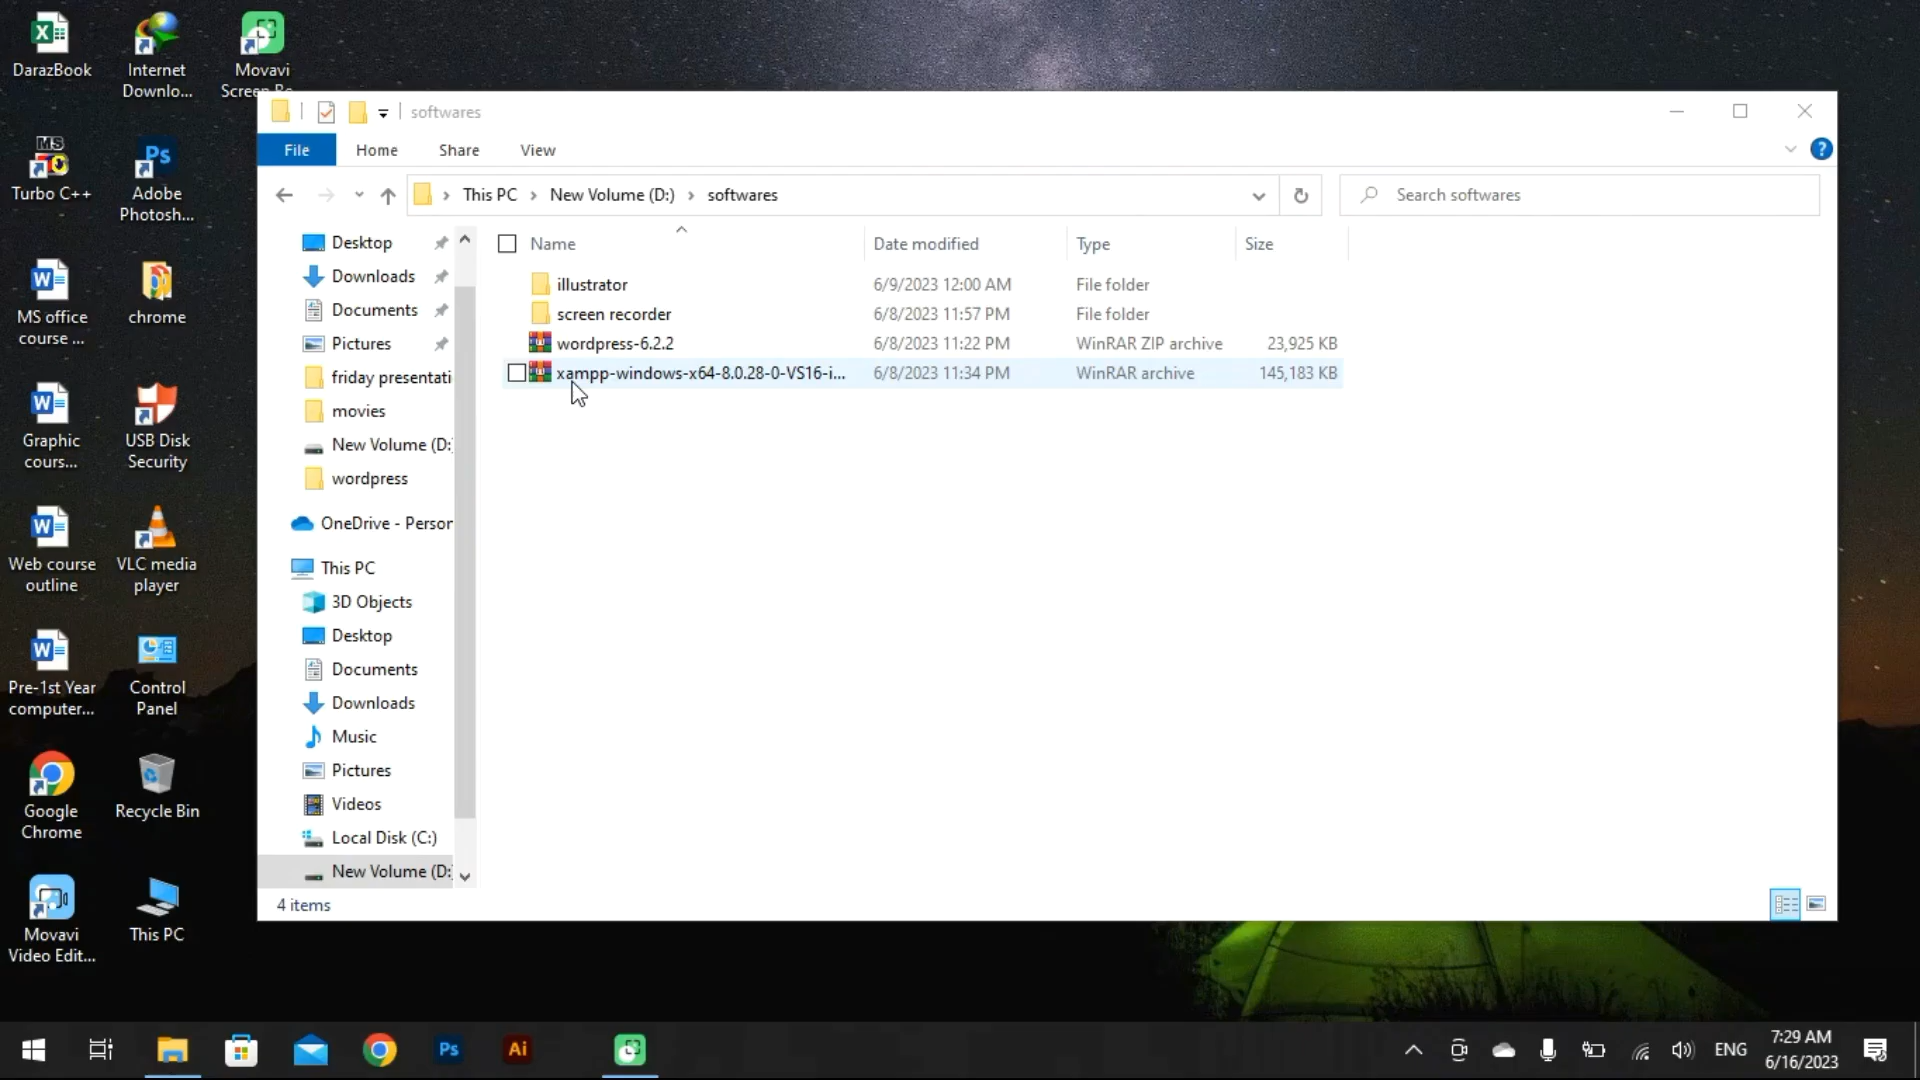 DarazBook
Internet
Downlo...
Movavi
Screen Re...
MS
Turbo C++
Ps
Adobe
Photosh...
MS office
course ...
chrome
Graphic
cours...
USB Disk
Security
Web course
outline
VLC media
player
Pre-1st Year
computer...
Control
Panel
Google
Chrome
Recycle Bin
Movavi
Video Edit...
This PC
softwares
File
Home
Share
View
?
This PC
New Volume (D:)
softwares
Search softwares
Desktop
Downloads
Documents
Pictures
friday presentati
movies
New Volume (D:
wordpress
OneDrive - Person
This PC
3D Objects
Desktop
Documents
Downloads
Music
Pictures
Videos
Local Disk (C:)
New Volume (D:
Name Date modified Type Size
illustrator 6/9/2023 12:00 AM File folder
screen recorder 6/8/2023 11:57 PM File folder
wordpress-6.2.2 6/8/2023 11:22 PM WinRAR ZIP archive 23,925 KB
xampp-windows-x64-8.0.28-0-VS16-i... 6/8/2023 11:34 PM WinRAR archive 145,183 KB
4 items
Ps
Ai
ENG
7:29 AM
6/16/2023